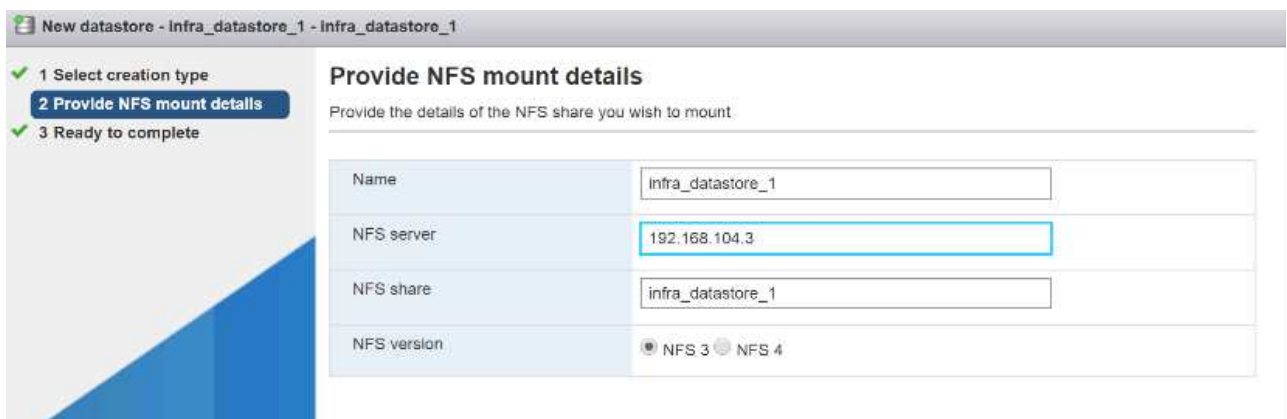 New datastore - infra_datastore_1 - infra_datastore_1
1 Select creation type
2 Provide NFS mount details
3 Ready to complete
Provide NFS mount details
Provide the details of the NFS share you wish to mount
Name infra_datastore_1
NFS server 192.168.104.3
NFS share infra_datastore_1
NFS version NFS 3 NFS 4